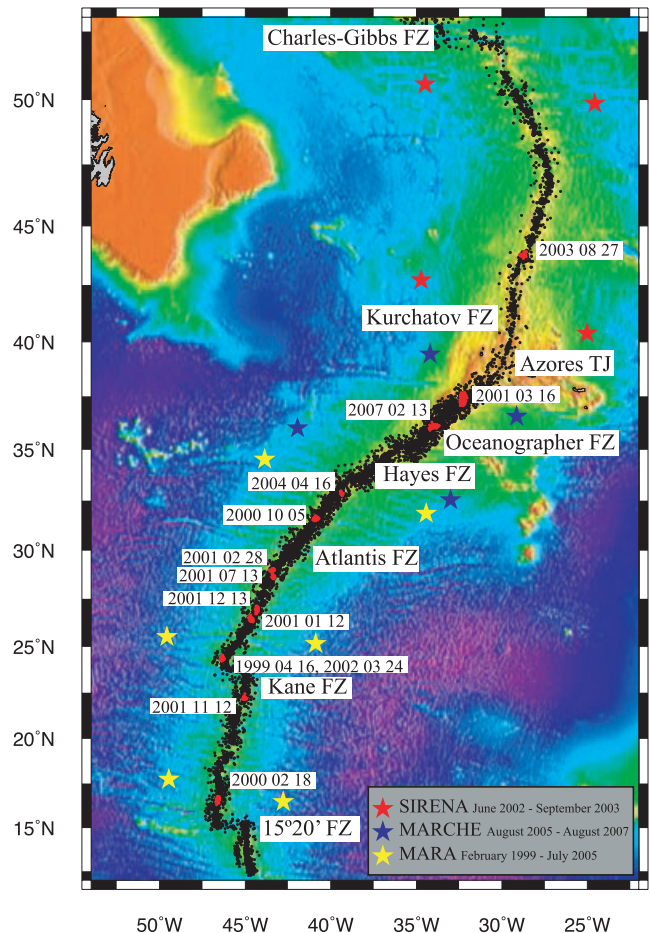 Charles-Gibbs FZ
50°N
45°N
2003 08 27
Kurchatov FZ
40°N
Azores TJ
2001 03 16
2007 02 13
Oceanographer FZ
35°N
Hayes FZ
2004 04 16
2000 10 05
30°N
Atlantis FZ
2001 02 28
2001 07 13
2001 12 13
2001 01 12
25°N
1999 04 16, 2002 03 24
Kane FZ
2001 11 12
20°N
2000 02 18
15°N
15º20' FZ
SIRENA June 2002 - September 2003
MARCHE August 2005 - August 2007
MARA February 1999 - July 2005
50°W 45°W 40°W 35°W 30°W 25°W